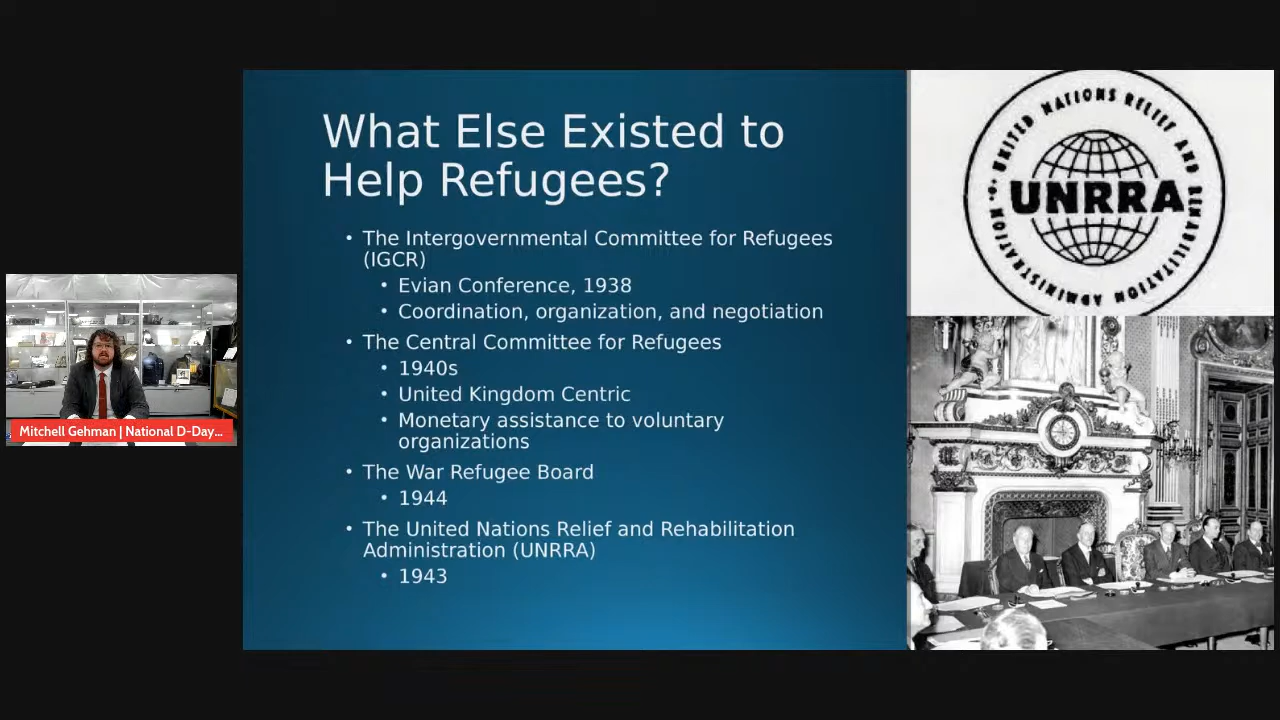 What Else Existed to
Help Refugees?
• The Intergovernmental Committee for Refugees
(IGCR)
• Evian Conference, 1938
• Coordination, organization, and negotiation
• The Central Committee for Refugees
• 1940s
• United Kingdom Centric
• Monetary assistance to voluntary
organizations
• The War Refugee Board
• 1944
• The United Nations Relief and Rehabilitation
Administration (UNRRA)
• 1943
Mitchell Gehman | National D-Day...
UNITED NATIONS RELIEF AND REHABILITATION ADMINISTRATION
UNRRA